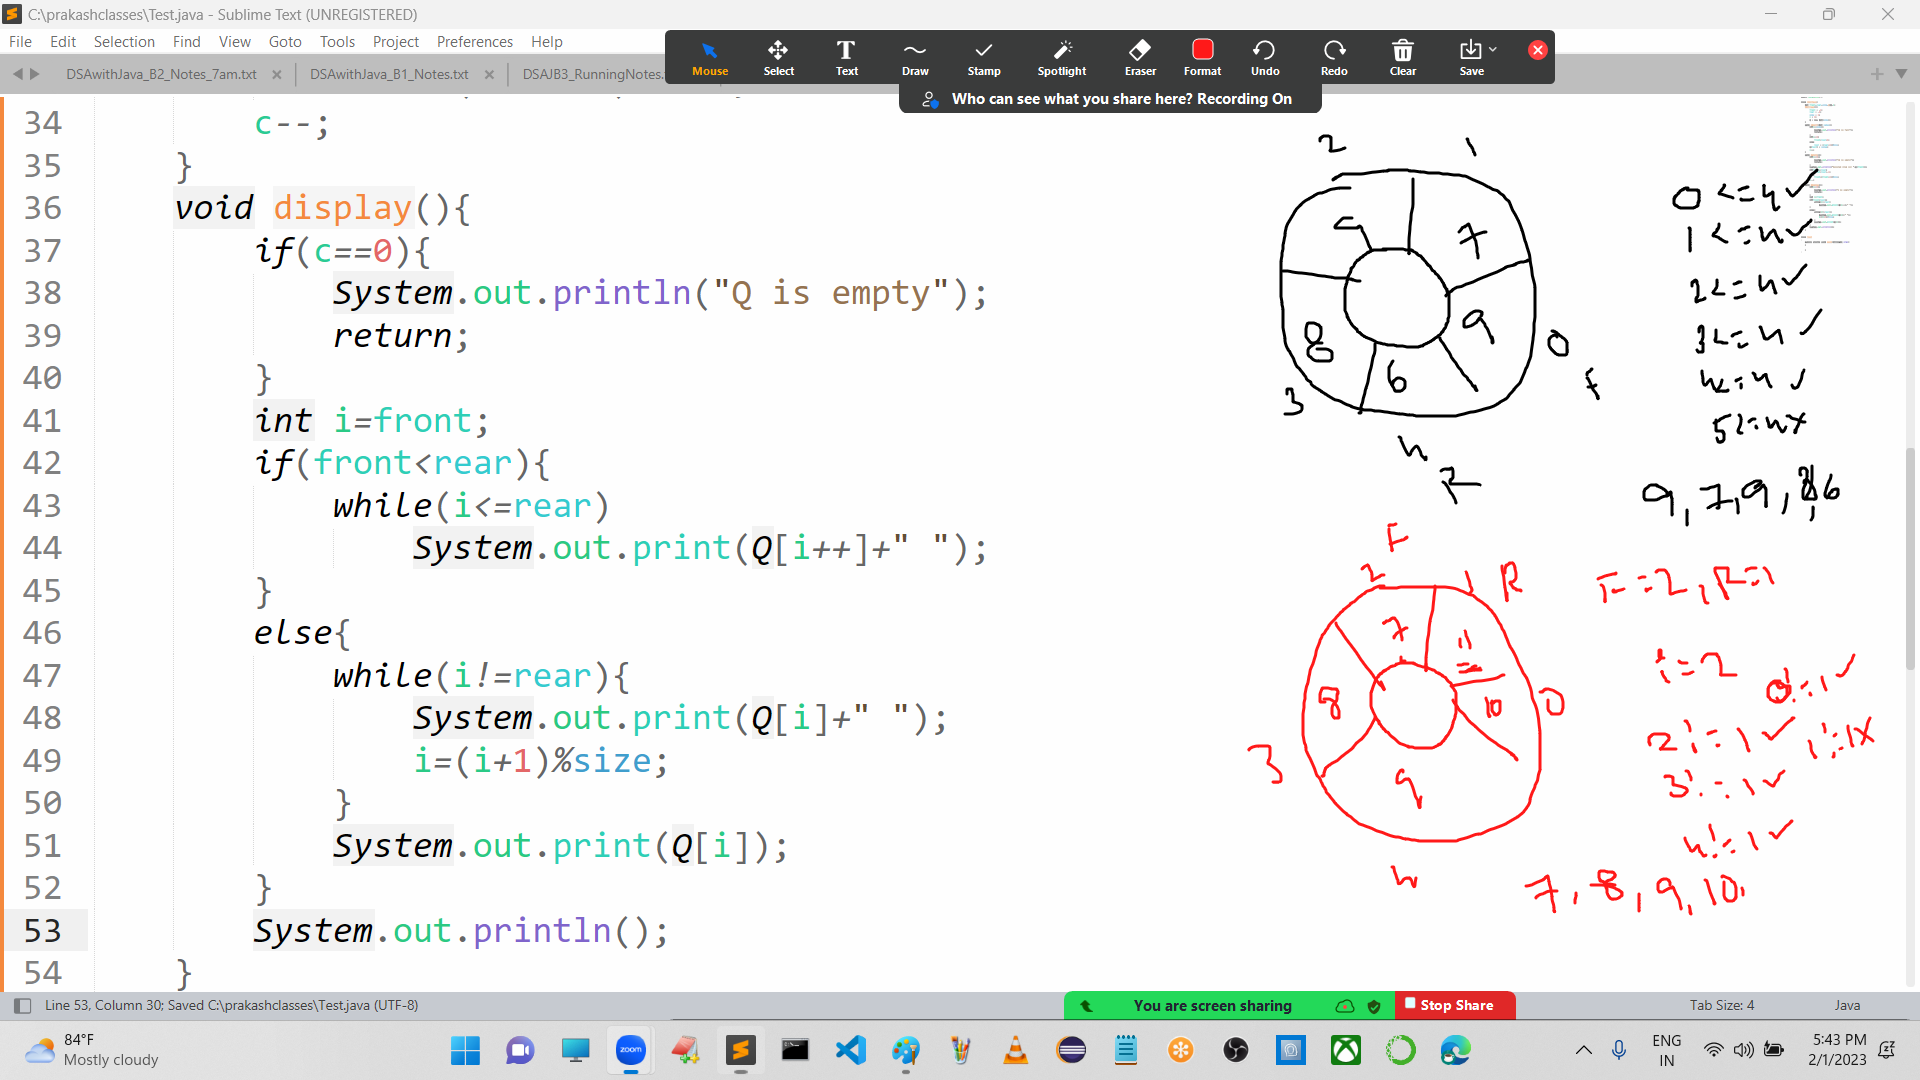 C:\prakashclasses\Test.java - Sublime Text (UNREGISTERED)
File Edit Selection Find View Goto Tools Project Preferences Help
Mouse Select Text Draw Stamp Spotlight Eraser Format Undo Redo Clear Save
DSAwithJava_B2_Notes_7am.txt DSAwithJava_B1_Notes.txt DSAJB3_RunningNotes.
Who can see what you share here? Recording On
34 c--;
35 }
36 void display(){
37 if(c==0){
38 System.out.println("Q is empty");
39 return;
40 }
41 int i=front;
42 if(front<rear){
43 while(i<=rear)
44 System.out.print(Q[i++]+" ");
45 }
46 else{
47 while(i!=rear){
48 System.out.print(Q[i]+" ");
49 i=(i+1)%size;
50 }
51 System.out.print(Q[i]);
52 }
53 System.out.println();
54 }
2 1
7
9
8
6
0
3
4
R
0<=4✓
1<=4✓
2<=4✓
3<=4✓
4<=4✓
5<=4x
F
2 1 R
7 11
8 10 0
3 9
4
F=2, R=1
i=2
0!=1✓
2!=1✓ 1!=1X
3!=1✓
4!=1✓
7, 8, 9, 10,
Line 53, Column 30; Saved C:\prakashclasses\Test.java (UTF-8)
You are screen sharing Stop Share
Tab Size: 4 Java
84°F
Mostly cloudy
zoom
ENG
IN
5:43 PM
2/1/2023